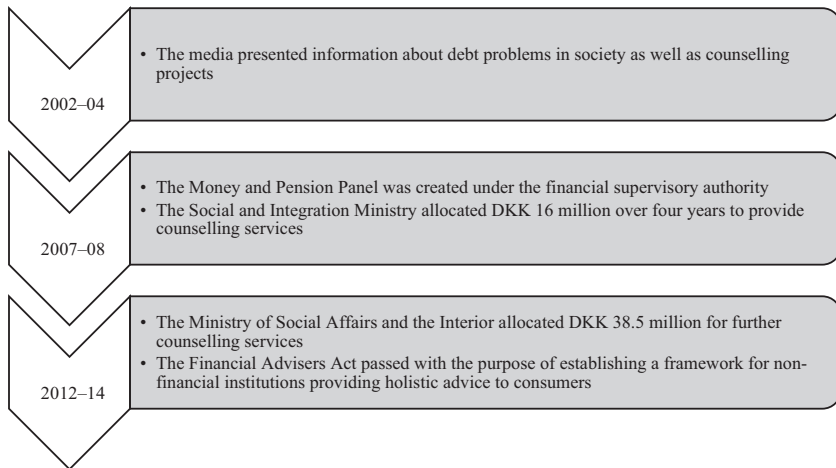 2002–04
• The media presented information about debt problems in society as well as counselling
projects
2007–08
• The Money and Pension Panel was created under the financial supervisory authority
• The Social and Integration Ministry allocated DKK 16 million over four years to provide
counselling services
2012–14
• The Ministry of Social Affairs and the Interior allocated DKK 38.5 million for further
counselling services
• The Financial Advisers Act passed with the purpose of establishing a framework for non-
financial institutions providing holistic advice to consumers